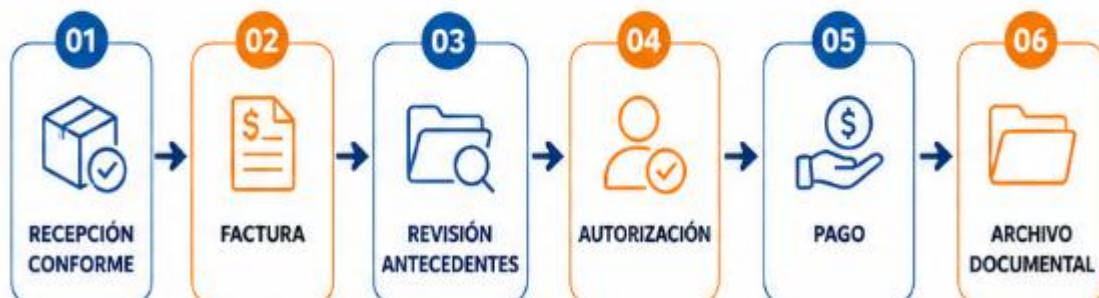 01
RECEPCIÓN
CONFORME
02
$
FACTURA
03
REVISIÓN
ANTECEDENTES
04
AUTORIZACIÓN
05
$
PAGO
06
ARCHIVO
DOCUMENTAL